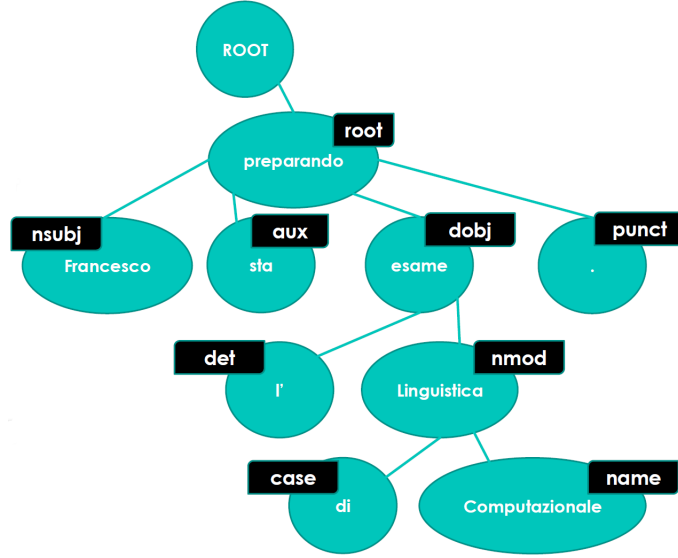 ROOT
root
preparando
nsubj
aux
dobj
punct
Francesco
sta
esame
.
det
nmod
l'
Linguistica
case
name
di
Computazionale